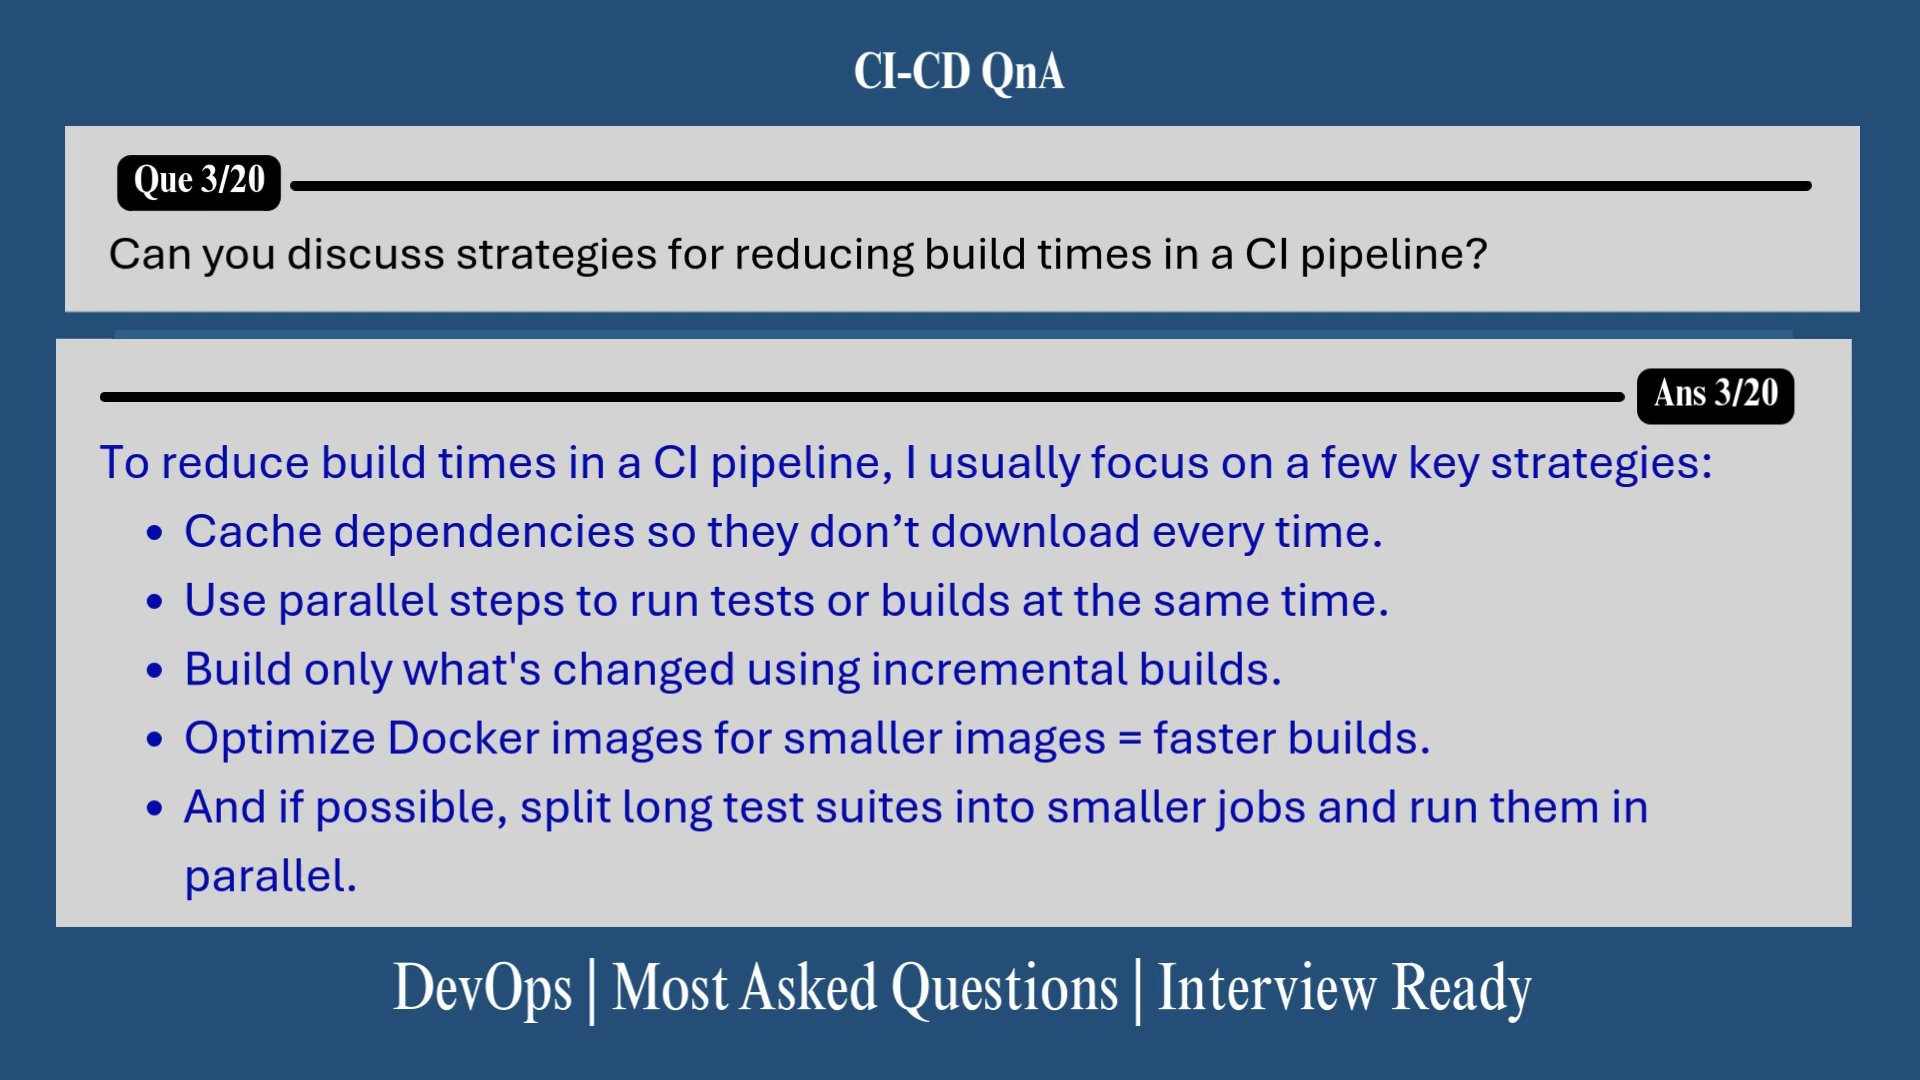 CI-CD QnA
Que 3/20
Can you discuss strategies for reducing build times in a CI pipeline?
Ans 3/20
To reduce build times in a CI pipeline, I usually focus on a few key strategies:
• Cache dependencies so they don’t download every time.
• Use parallel steps to run tests or builds at the same time.
• Build only what's changed using incremental builds.
• Optimize Docker images for smaller images = faster builds.
• And if possible, split long test suites into smaller jobs and run them in
parallel.
DevOps | Most Asked Questions | Interview Ready